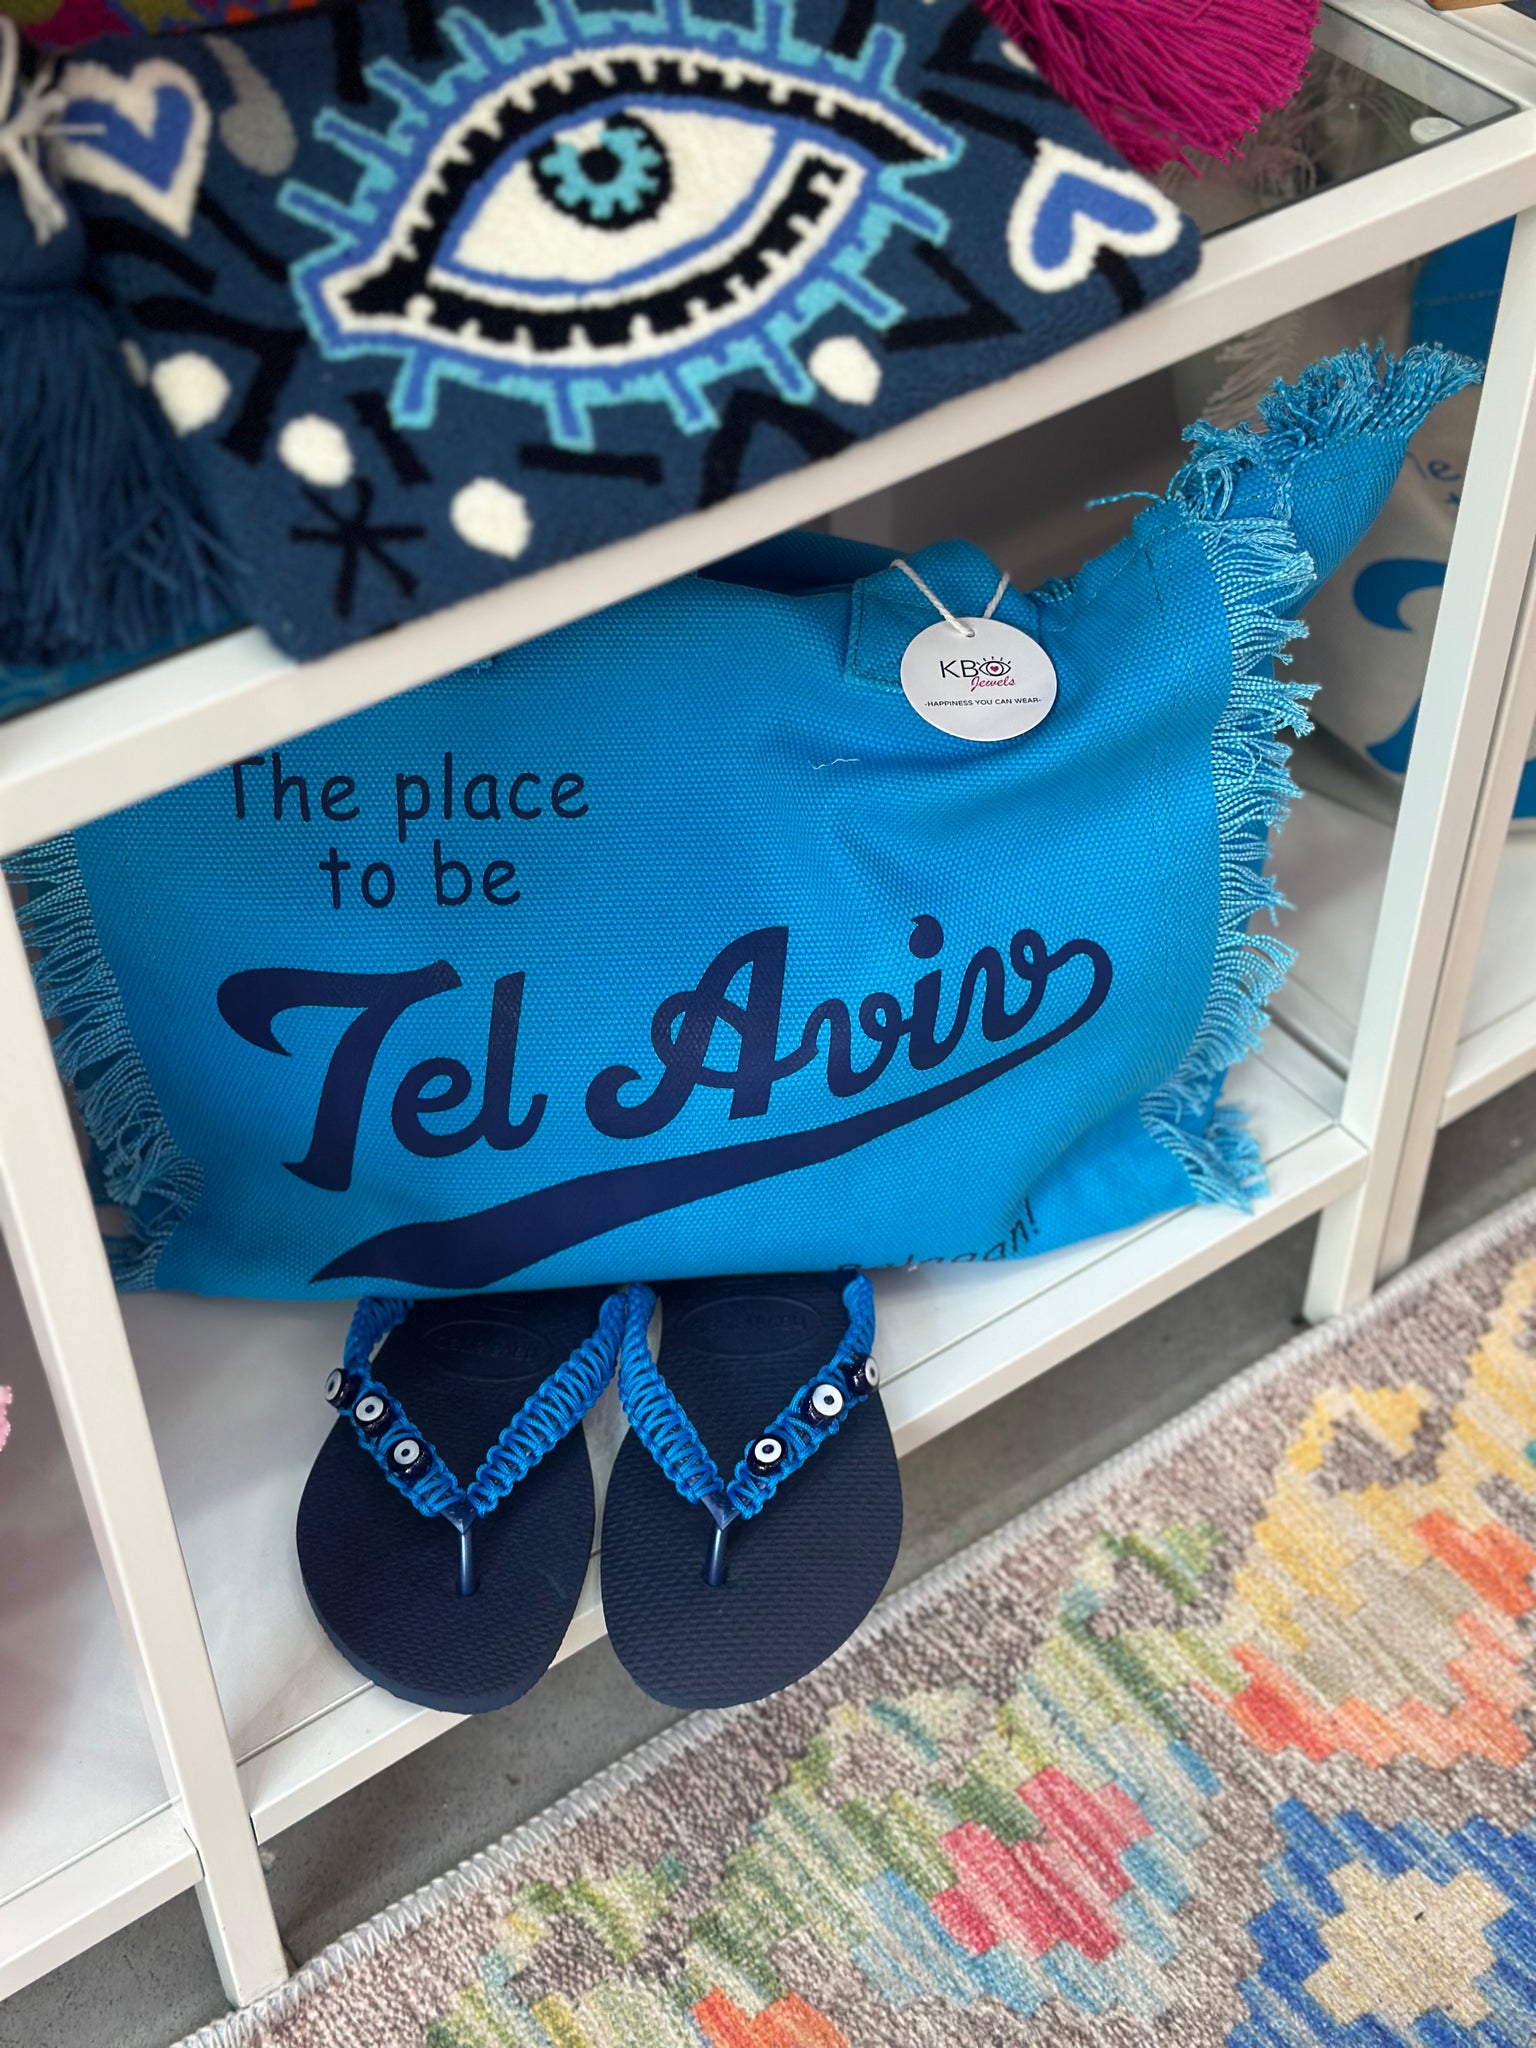 KB
Jewels
-HAPPINESS YOU CAN WEAR-
The place
to be
Tel Aviv